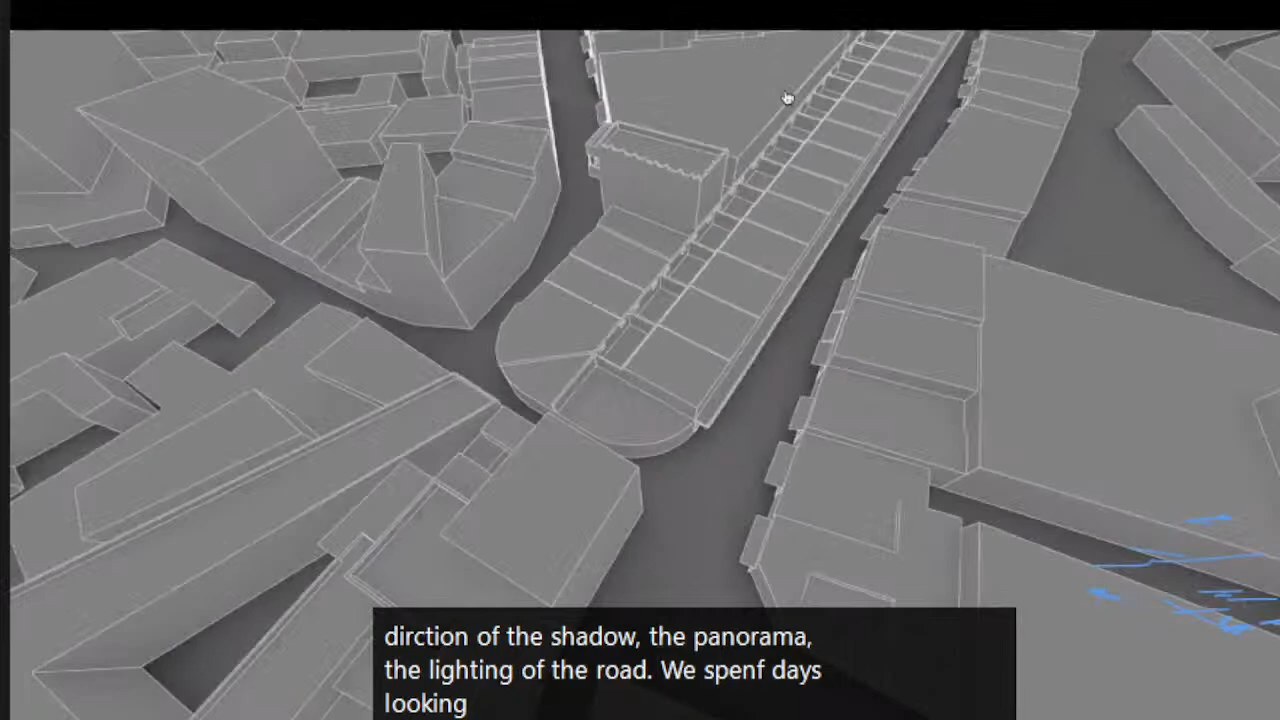 dirction of the shadow, the panorama,
the lighting of the road. We spenf days
looking